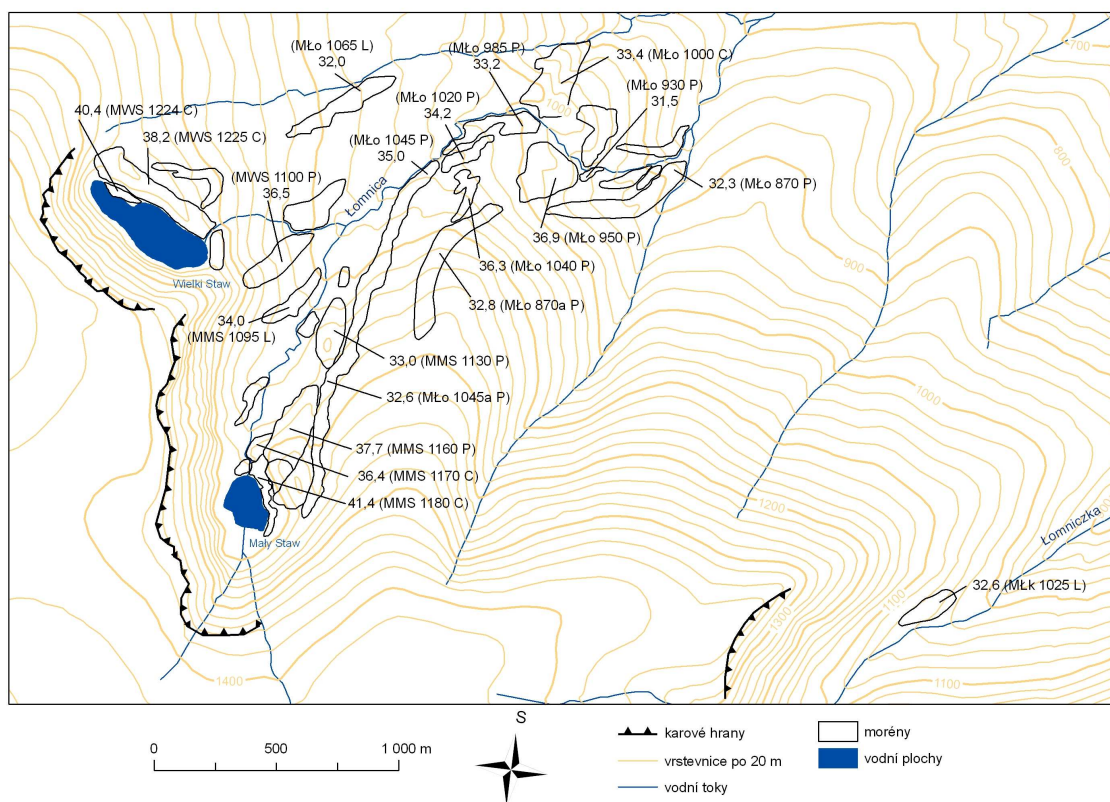 (MŁo 1065 L)
32,0
(MŁo 985 P)
33,2
33,4 (MŁo 1000 C)
700
(MŁo 930 P)
31,5
(MŁo 1020 P)
34,2
1000
40,4 (MWS 1224 C)
38,2 (MWS 1225 C)
(MŁo 1045 P)
35,0
800
(MWS 1100 P)
36,5
Łomnica
32,3 (MŁo 870 P)
36,9 (MŁo 950 P)
36,3 (MŁo 1040 P)
900
Wielki Staw
32,8 (MŁo 870a P)
34,0
(MMS 1095 L)
33,0 (MMS 1130 P)
32,6 (MŁo 1045a P)
1000
37,7 (MMS 1160 P)
36,4 (MMS 1170 C)
41,4 (MMS 1180 C)
1200
Mały Staw
Łomniczka
32,6 (MŁk 1025 L)
1100
1300
1400
1100
S
0 500 1 000 m
karové hrany
vrstevnice po 20 m
vodní toky
morény
vodní plochy